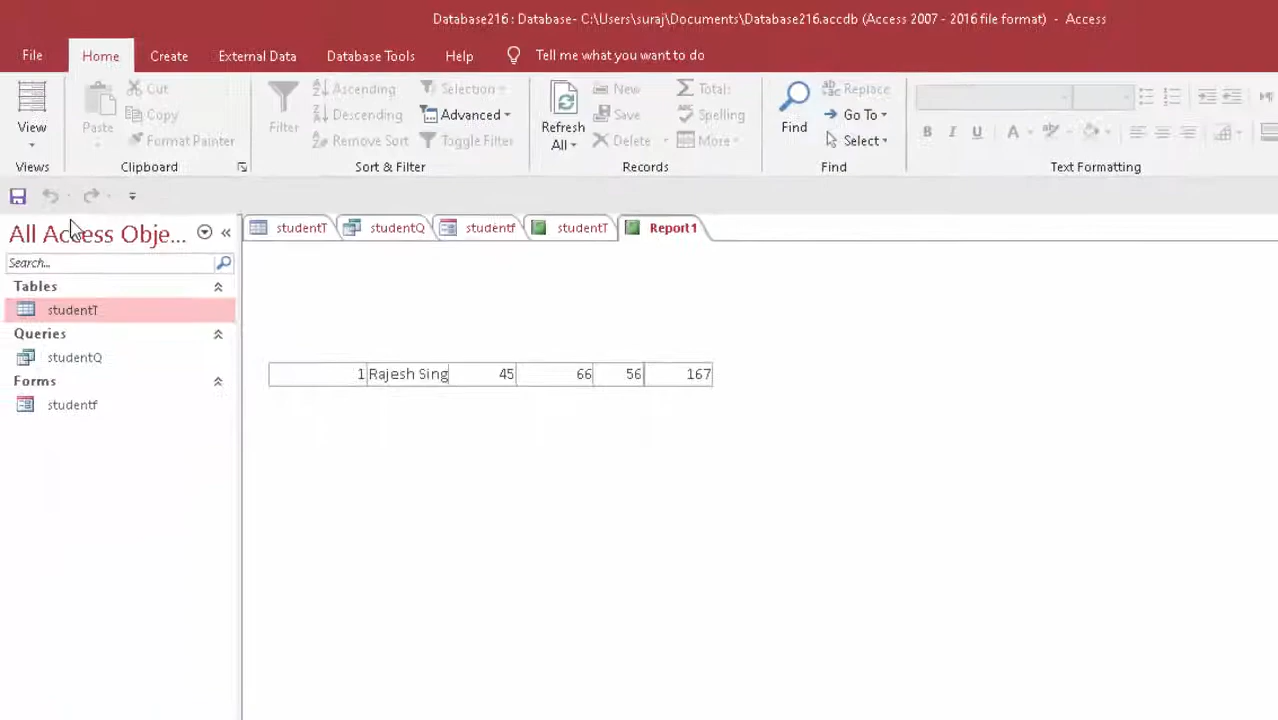 Database216 : Database- C:\Users\suraj\Documents\Database216.accdb (Access 2007 - 2016 file format) - Access
File Home Create External Data Database Tools Help Tell me what you want to do
View Paste Cut Copy Format Painter Filter Ascending Descending Remove Sort Selection Advanced Toggle Filter Refresh All New Save Delete Totals Spelling More Find Replace Go To Select B I U A
Views Clipboard Sort & Filter Records Find Text Formatting
All Access Obje... «
studentT studentQ studentf studentT Report1
Search...
Tables
studentT
Queries
studentQ
Forms
studentf
1 Rajesh Sing 45 66 56 167